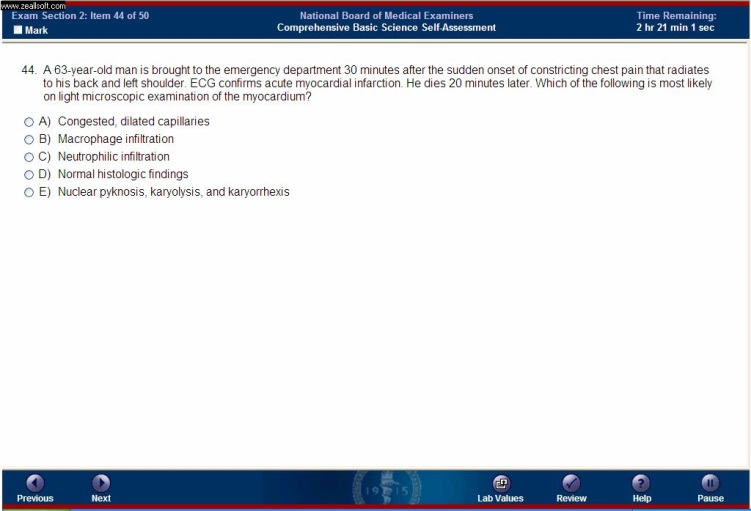 www.zeallsoft.com
Exam Section 2: Item 44 of 50
National Board of Medical Examiners
Time Remaining:
Mark
Comprehensive Basic Science Self-Assessment
2 hr 21 min 1 sec
44. A 63-year-old man is brought to the emergency department 30 minutes after the sudden onset of constricting chest pain that radiates
to his back and left shoulder. ECG confirms acute myocardial infarction. He dies 20 minutes later. Which of the following is most likely
on light microscopic examination of the myocardium?
A) Congested, dilated capillaries
B) Macrophage infiltration
C) Neutrophilic infiltration
D) Normal histologic findings
E) Nuclear pyknosis, karyolysis, and karyorrhexis
1915
Previous
Next
Lab Values
Review
Help
Pause